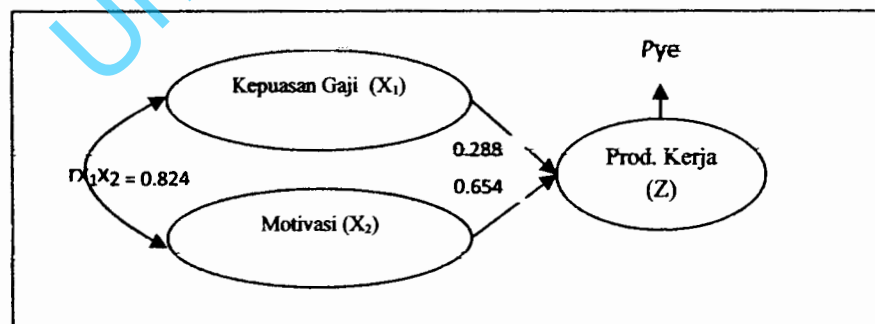 Pye
Kepuasan Gaji (X₁)
0.288
Prod. Kerja
(Z)
rx₁x₂ = 0.824
0.654
Motivasi (X₂)